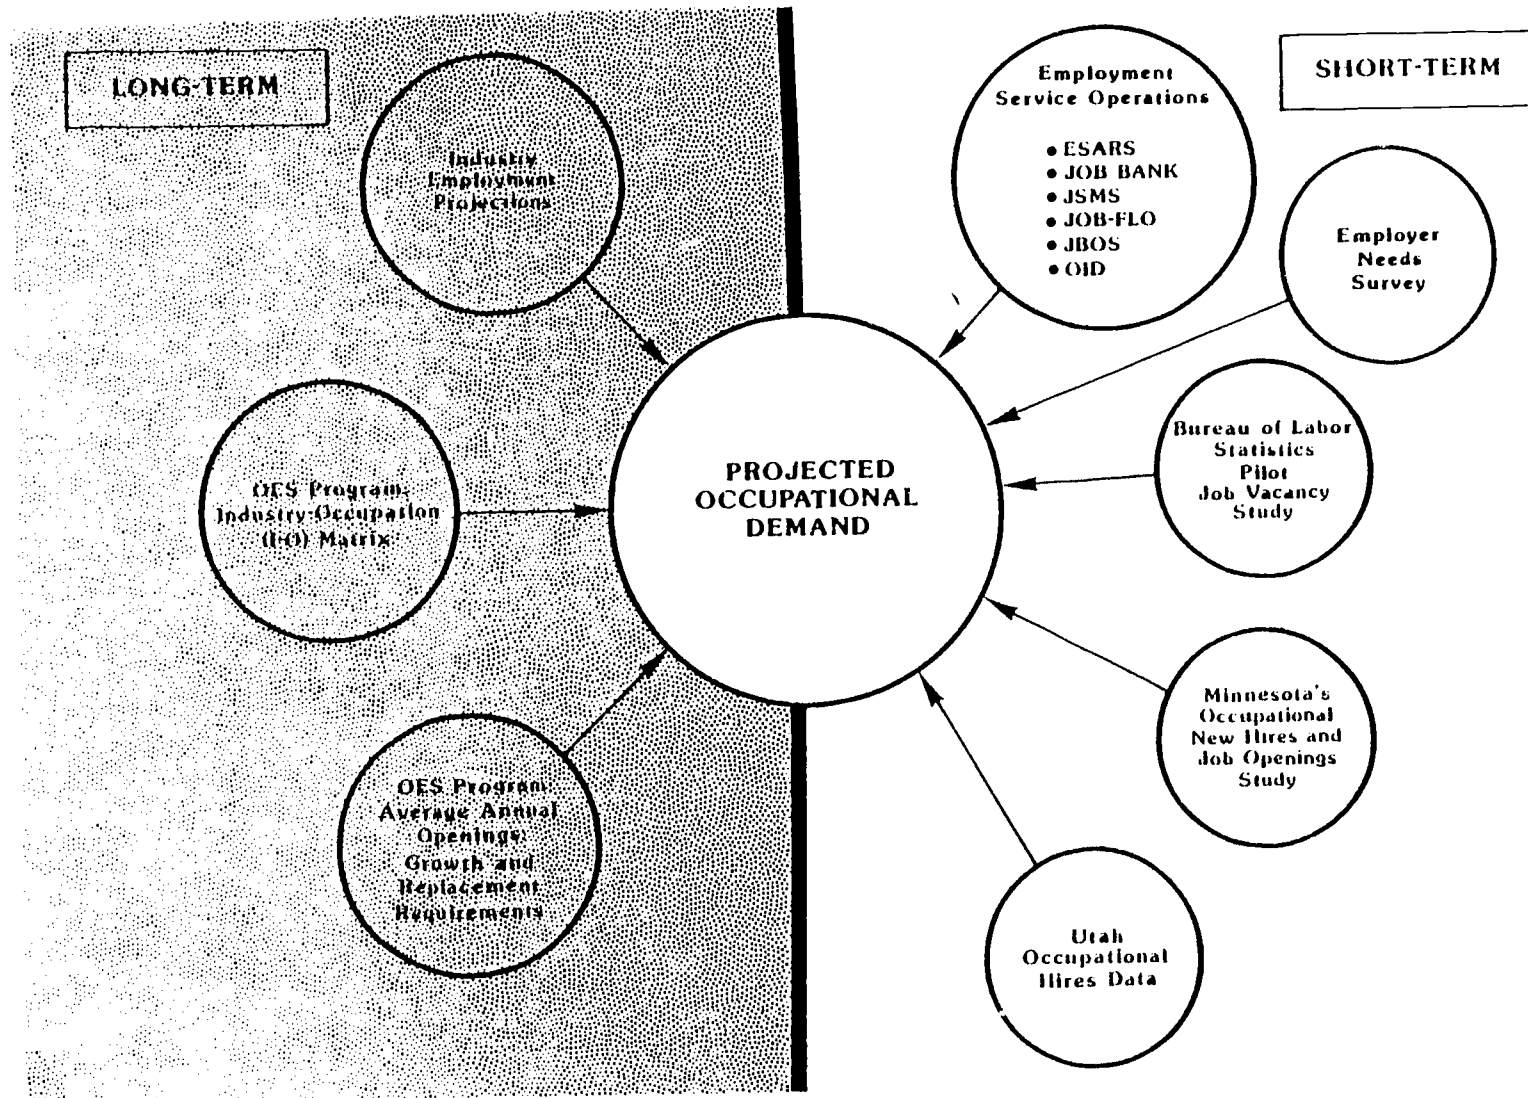 LONG-TERM
Industry
Employment
Projections
OES Program:
Industry-Occupation
(I-O) Matrix
OES Program
Average Annual
Openings:
Growth and
Replacement
Requirements
PROJECTED
OCCUPATIONAL
DEMAND
SHORT-TERM
Employment
Service Operations
• ESARS
• JOB BANK
• JSMS
• JOB-FLO
• JBOS
• OID
Employer
Needs
Survey
Bureau of Labor
Statistics
Pilot
Job Vacancy
Study
Minnesota's
Occupational
New Hires and
Job Openings
Study
Utah
Occupational
Hires Data